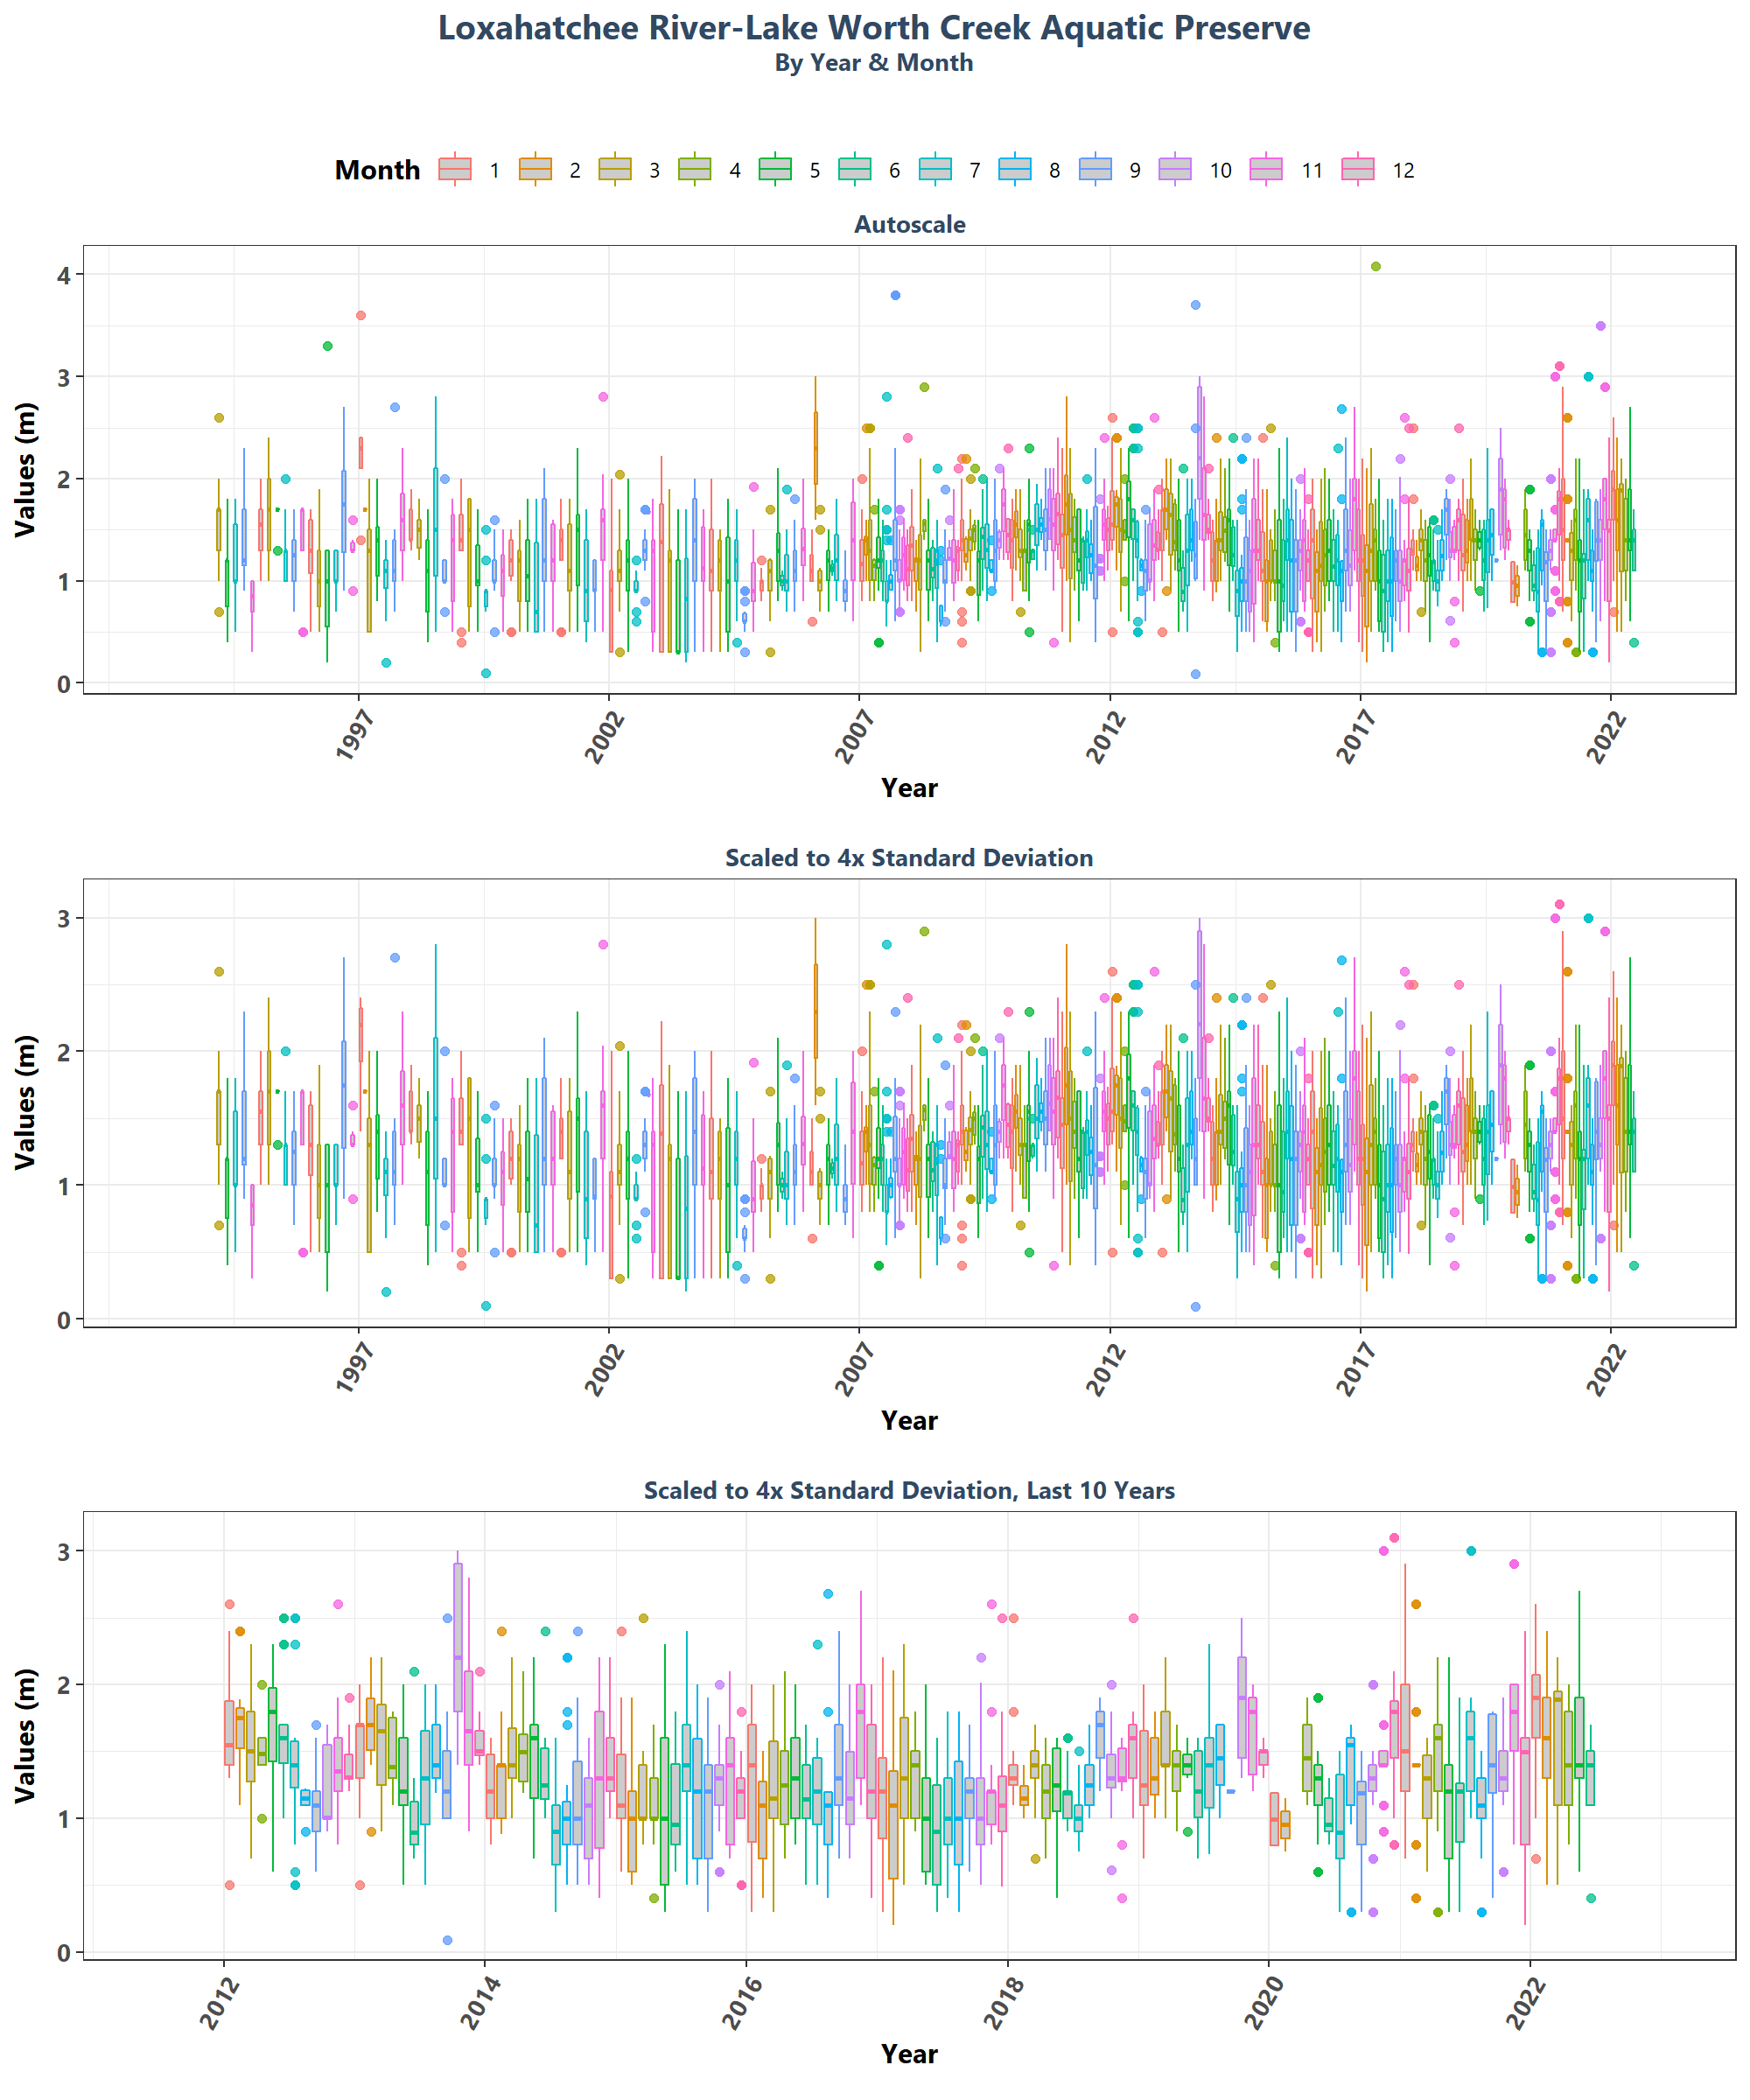 Loxahatchee River-Lake Worth Creek Aquatic Preserve
By Year & Month
Month 1 2 3 4 5 6 7 8 9 10 11 12
Autoscale
Values (m)
4
3
2
1
0
1997 2002 2007 2012 2017 2022
Year
Scaled to 4x Standard Deviation
Values (m)
3
2
1
0
1997 2002 2007 2012 2017 2022
Year
Scaled to 4x Standard Deviation, Last 10 Years
Values (m)
3
2
1
0
2012 2014 2016 2018 2020 2022
Year